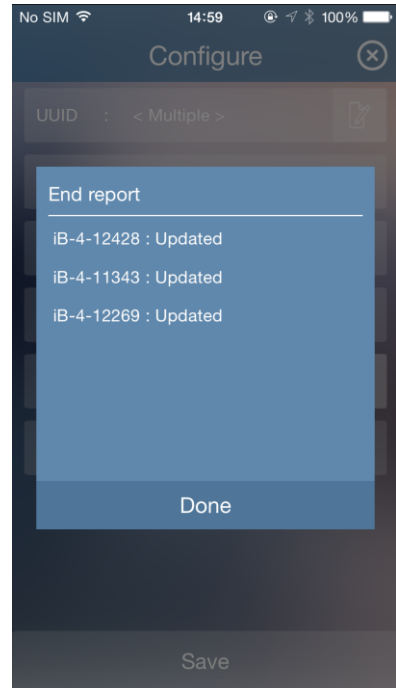 No SIM 14:59 100%
Configure
UUID : < Multiple >
End report
iB-4-12428 : Updated
iB-4-11343 : Updated
iB-4-12269 : Updated
Done
Save